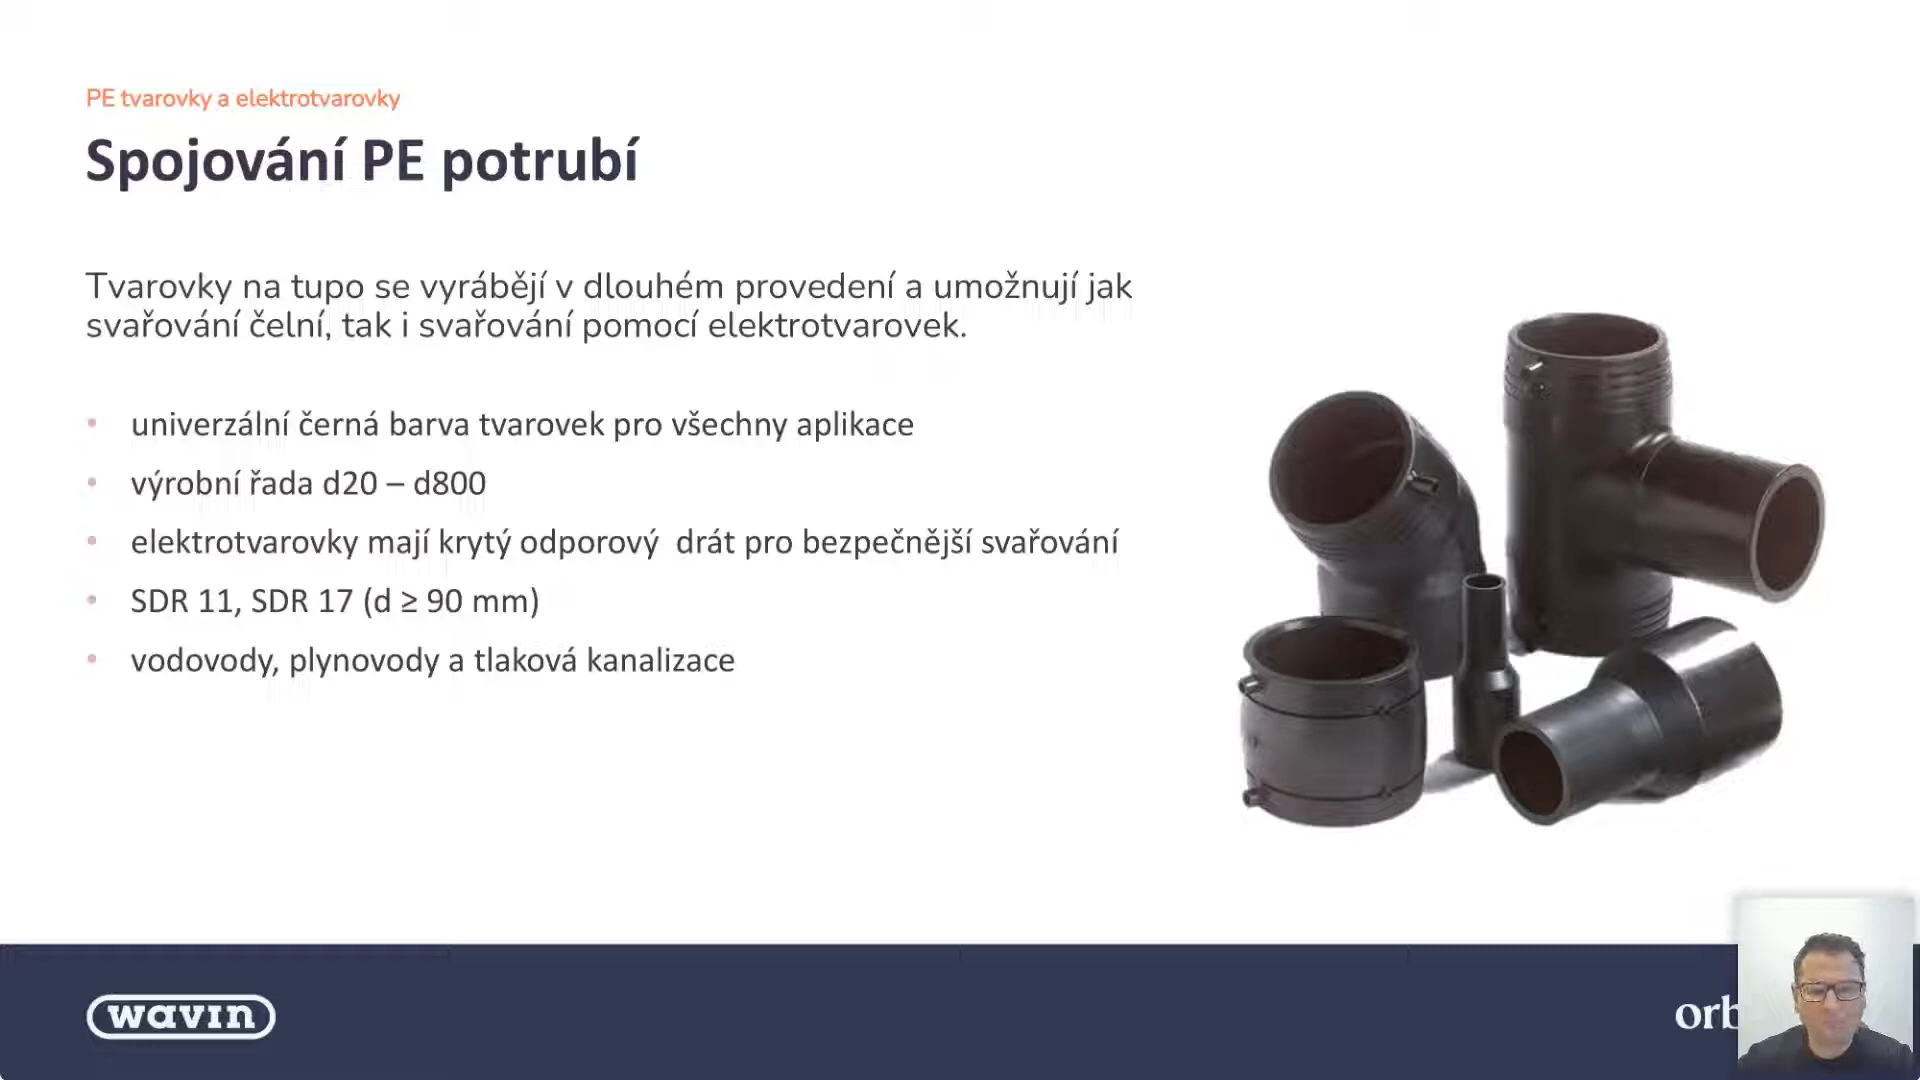 PE tvarovky a elektrotvarovky
Spojování PE potrubí
Tvarovky na tupo se vyrábějí v dlouhém provedení a umožnují jak
svařování čelní, tak i svařování pomocí elektrotvarovek.
• univerzální černá barva tvarovek pro všechny aplikace
• výrobní řada d20 – d800
• elektrotvarovky mají krytý odporový drát pro bezpečnější svařování
• SDR 11, SDR 17 (d ≥ 90 mm)
• vodovody, plynovody a tlaková kanalizace
wavin